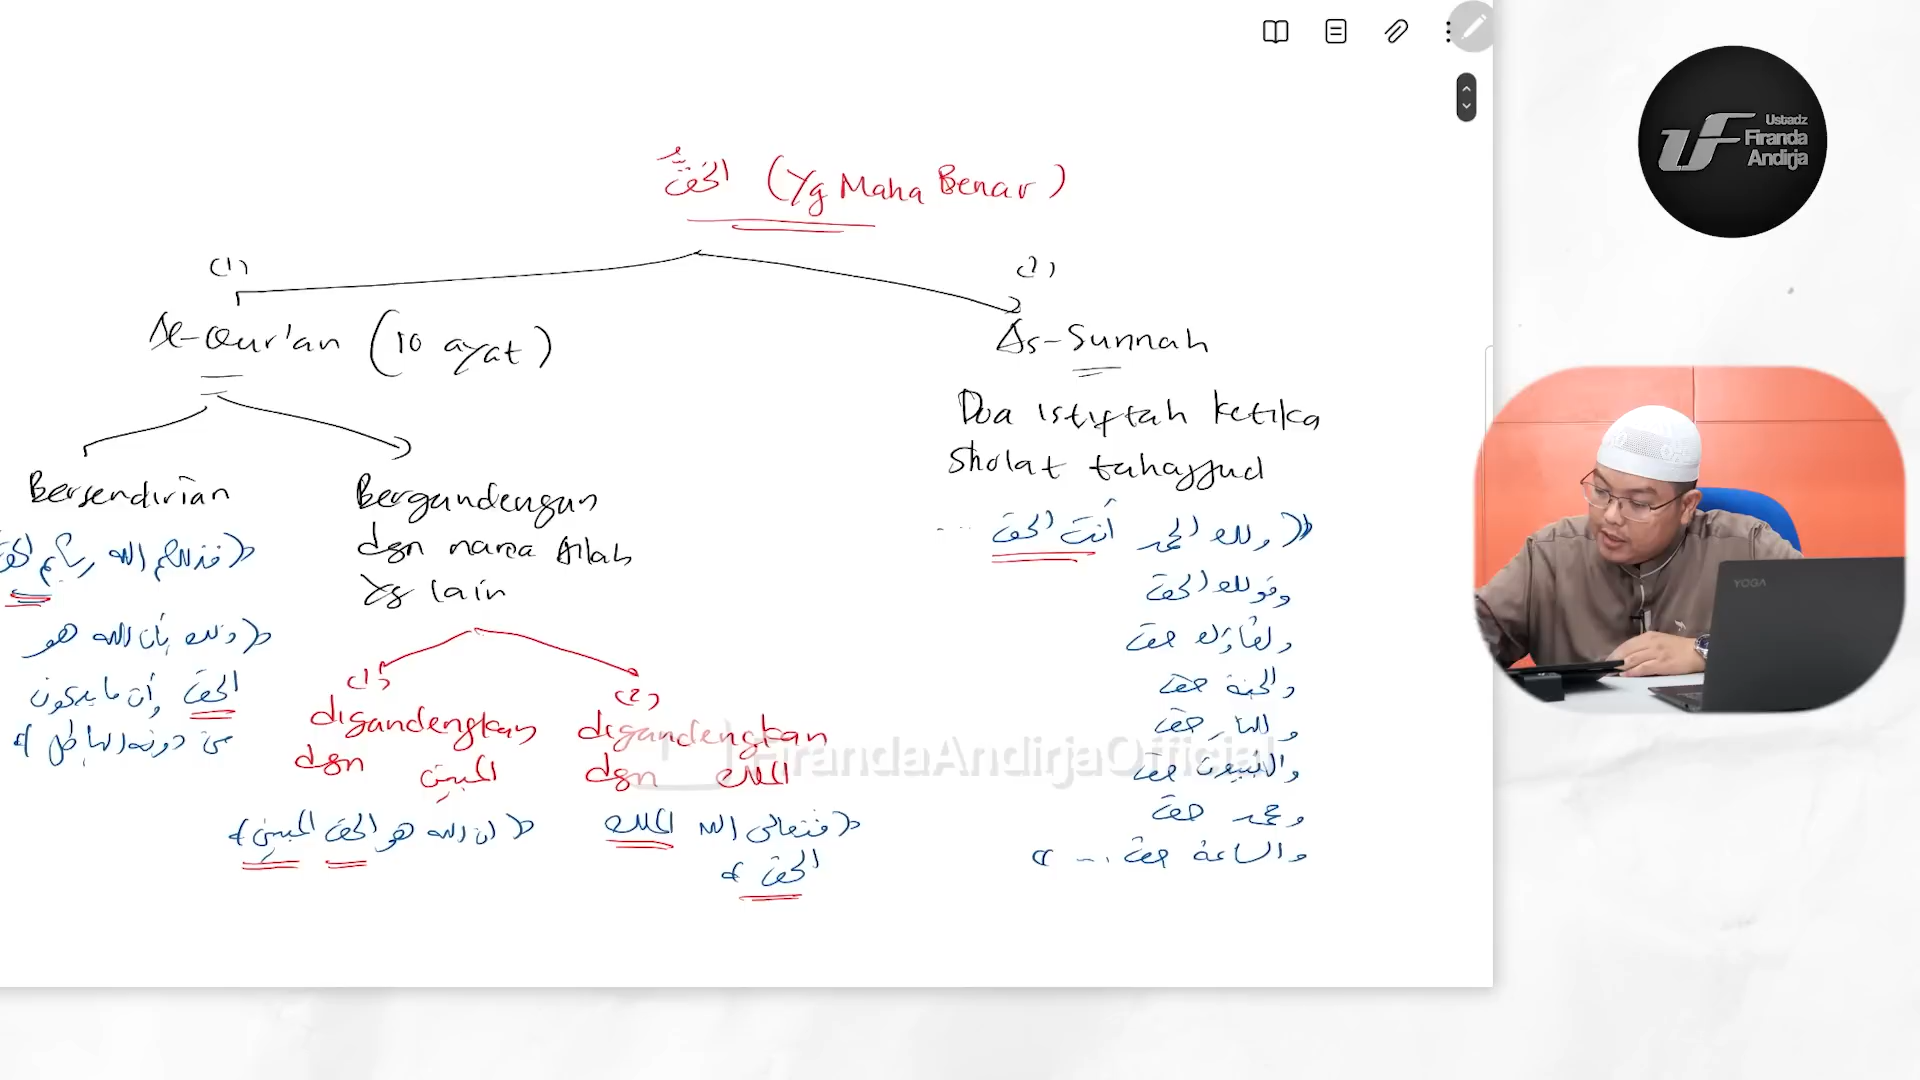 الحَقُّ (Yg Maha Benar)
(1)
Al-Qur'an (10 ayat)
Bersendirian
﴿فذلكم الله ربكم الحق
﴿ذلك بأن الله هو
الحق وأن ما يدعون
من دونه الباطل﴾
Bergandengan
dgn nama Allah
Yg lain
(1)
digandengkan
dgn المبين
﴿ان الله هو الحق المبين﴾
(2)
digandengkan
dgn الملك
﴿فتعالى الله الملك
الحق﴾
(2)
As-Sunnah
Doa istiftah ketika
Sholat tahajjud
((ولك الحمد أنت الحق ...
وقولك الحق
ولقاؤك حق
والجنة حق
والنار حق
والنبيون حق
ومحمد حق
والساعة حق ... ))
FirandaAndirjaOfficial
Ustadz
Firanda
Andirja
YOGA